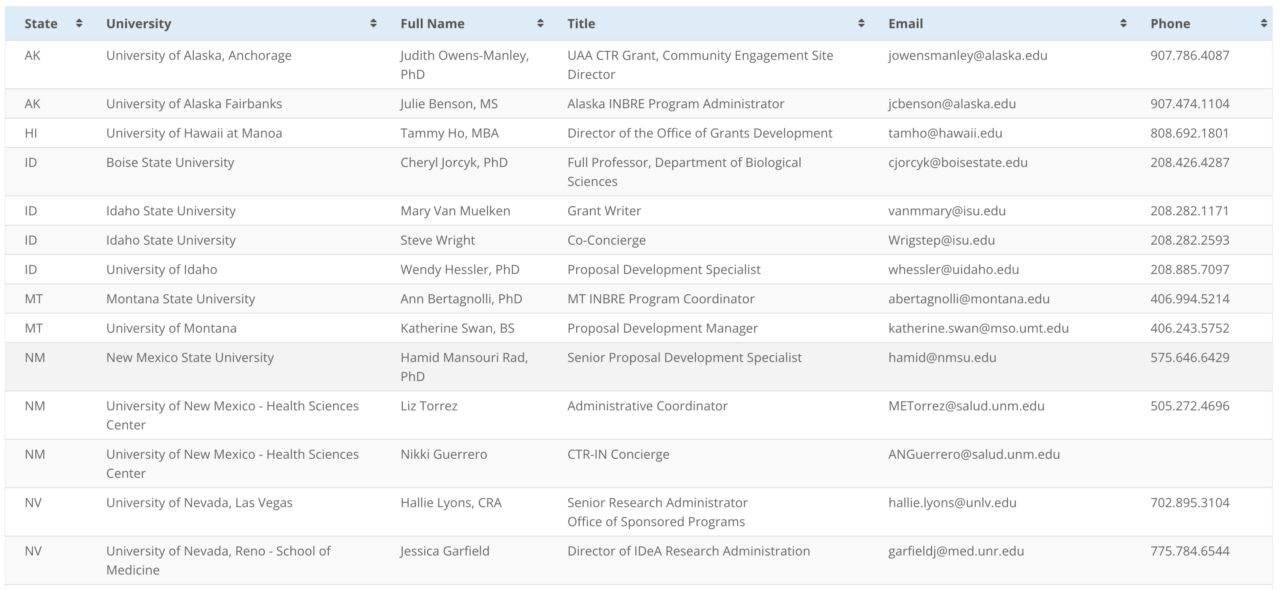 State University Full Name Title Email Phone
AK University of Alaska, Anchorage Judith Owens-Manley, UAA CTR Grant, Community Engagement Site jowensmanley@alaska.edu 907.786.4087
PhD Director
AK University of Alaska Fairbanks Julie Benson, MS Alaska INBRE Program Administrator jcbenson@alaska.edu 907.474.1104
HI University of Hawaii at Manoa Tammy Ho, MBA Director of the Office of Grants Development tamho@hawaii.edu 808.692.1801
ID Boise State University Cheryl Jorcyk, PhD Full Professor, Department of Biological cjorcyk@boisestate.edu 208.426.4287
Sciences
ID Idaho State University Mary Van Muelken Grant Writer vanmmary@isu.edu 208.282.1171
ID Idaho State University Steve Wright Co-Concierge Wrigstep@isu.edu 208.282.2593
ID University of Idaho Wendy Hessler, PhD Proposal Development Specialist whessler@uidaho.edu 208.885.7097
MT Montana State University Ann Bertagnolli, PhD MT INBRE Program Coordinator abertagnolli@montana.edu 406.994.5214
MT University of Montana Katherine Swan, BS Proposal Development Manager katherine.swan@mso.umt.edu 406.243.5752
NM New Mexico State University Hamid Mansouri Rad, Senior Proposal Development Specialist hamid@nmsu.edu 575.646.6429
PhD
NM University of New Mexico - Health Sciences Liz Torrez Administrative Coordinator METorrez@salud.unm.edu 505.272.4696
Center
NM University of New Mexico - Health Sciences Nikki Guerrero CTR-IN Concierge ANGuerrero@salud.unm.edu
Center
NV University of Nevada, Las Vegas Hallie Lyons, CRA Senior Research Administrator hallie.lyons@unlv.edu 702.895.3104
Office of Sponsored Programs
NV University of Nevada, Reno - School of Jessica Garfield Director of IDeA Research Administration garfieldj@med.unr.edu 775.784.6544
Medicine